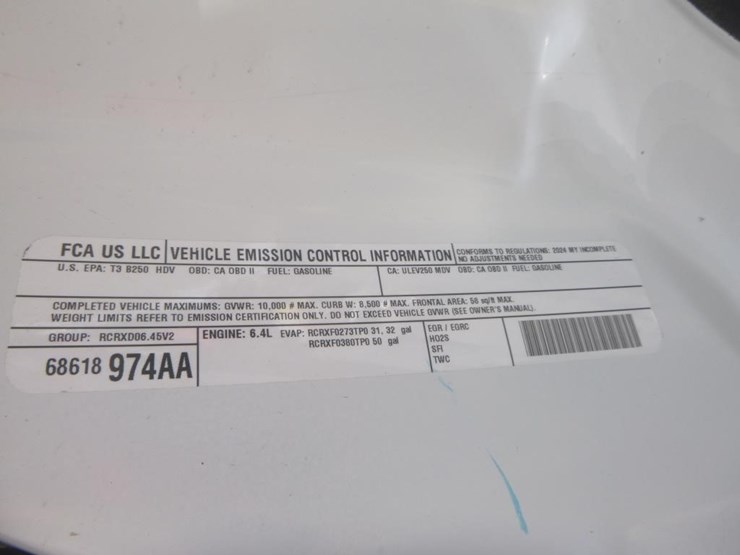 FCA US LLC VEHICLE EMISSION CONTROL INFORMATION CONFORMS TO REGULATIONS: 2024 MY INCOMPLETE
NO ADJUSTMENTS NEEDED
U.S. EPA: T3 B250 HDV OBD: CA OBD II FUEL: GASOLINE CA: ULEV250 MDV OBD: CA OBD II FUEL: GASOLINE
COMPLETED VEHICLE MAXIMUMS: GVWR: 10,000 # MAX. CURB W: 8,500 # MAX. FRONTAL AREA: 58 sq/ft MAX.
WEIGHT LIMITS REFER TO EMISSION CERTIFICATION ONLY. DO NOT EXCEED VEHICLE GVWR (SEE OWNER'S MANUAL).
GROUP: RCRXD06.45V2
68618 974AA
ENGINE: 6.4L EVAP: RCRXF0273TP0 31, 32 gal
RCRXF0380TP0 50 gal
EGR / EGRC
HO2S
SFI
TWC